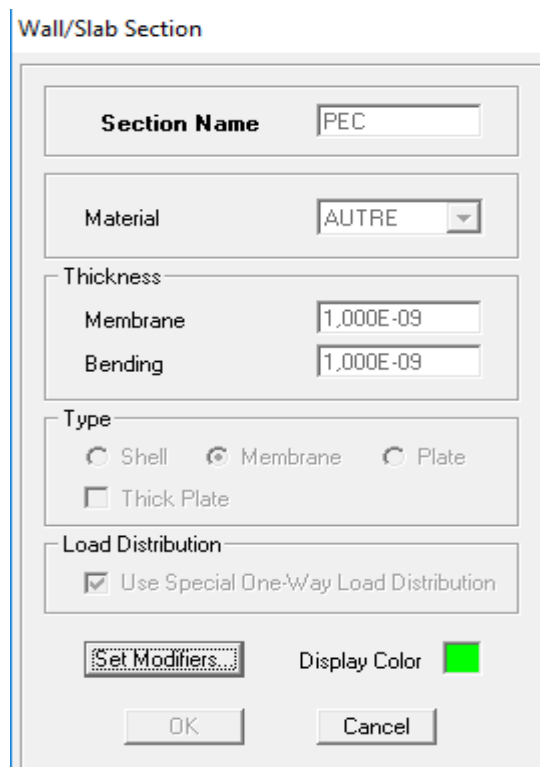 Wall/Slab Section
Section Name PEC
Material AUTRE
Thickness
Membrane 1,000E-09
Bending 1,000E-09
Type
Shell Membrane Plate
Thick Plate
Load Distribution
Use Special One-Way Load Distribution
Set Modifiers... Display Color
OK Cancel